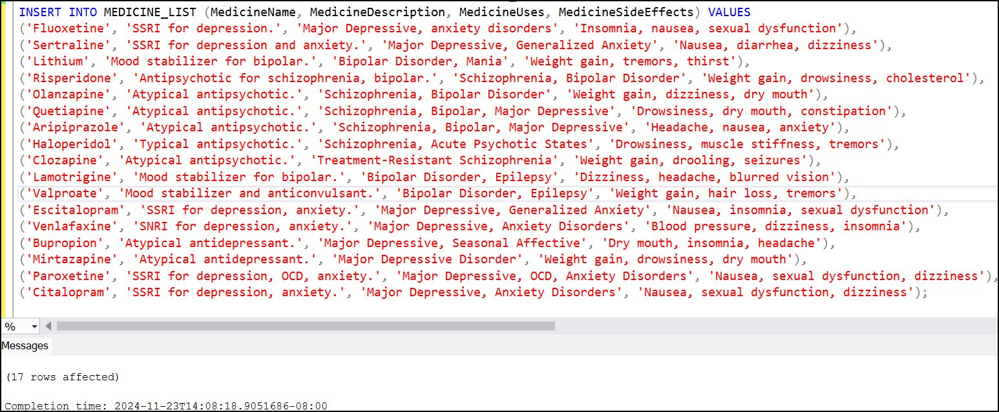 INSERT INTO MEDICINE_LIST (MedicineName, MedicineDescription, MedicineUses, MedicineSideEffects) VALUES
('Fluoxetine', 'SSRI for depression.', 'Major Depressive, anxiety disorders', 'Insomnia, nausea, sexual dysfunction'),
('Sertraline', 'SSRI for depression and anxiety.', 'Major Depressive, Generalized Anxiety', 'Nausea, diarrhea, dizziness'),
('Lithium', 'Mood stabilizer for bipolar.', 'Bipolar Disorder, Mania', 'Weight gain, tremors, thirst'),
('Risperidone', 'Antipsychotic for schizophrenia, bipolar.', 'Schizophrenia, Bipolar Disorder', 'Weight gain, drowsiness, cholesterol'),
('Olanzapine', 'Atypical antipsychotic.', 'Schizophrenia, Bipolar Disorder', 'Weight gain, dizziness, dry mouth'),
('Quetiapine', 'Atypical antipsychotic.', 'Schizophrenia, Bipolar, Major Depressive', 'Drowsiness, dry mouth, constipation'),
('Aripiprazole', 'Atypical antipsychotic.', 'Schizophrenia, Bipolar, Major Depressive', 'Headache, nausea, anxiety'),
('Haloperidol', 'Typical antipsychotic.', 'Schizophrenia, Acute Psychotic States', 'Drowsiness, muscle stiffness, tremors'),
('Clozapine', 'Atypical antipsychotic.', 'Treatment-Resistant Schizophrenia', 'Weight gain, drooling, seizures'),
('Lamotrigine', 'Mood stabilizer for bipolar.', 'Bipolar Disorder, Epilepsy', 'Dizziness, headache, blurred vision'),
('Valproate', 'Mood stabilizer and anticonvulsant.', 'Bipolar Disorder, Epilepsy', 'Weight gain, hair loss, tremors'),
('Escitalopram', 'SSRI for depression, anxiety.', 'Major Depressive, Generalized Anxiety', 'Nausea, insomnia, sexual dysfunction'),
('Venlafaxine', 'SNRI for depression, anxiety.', 'Major Depressive, Anxiety Disorders', 'Blood pressure, dizziness, insomnia'),
('Bupropion', 'Atypical antidepressant.', 'Major Depressive, Seasonal Affective', 'Dry mouth, insomnia, headache'),
('Mirtazapine', 'Atypical antidepressant.', 'Major Depressive Disorder', 'Weight gain, drowsiness, dry mouth'),
('Paroxetine', 'SSRI for depression, OCD, anxiety.', 'Major Depressive, OCD, Anxiety Disorders', 'Nausea, sexual dysfunction, dizziness'),
('Citalopram', 'SSRI for depression, anxiety.', 'Major Depressive, Anxiety Disorders', 'Nausea, sexual dysfunction, dizziness');
%
Messages
(17 rows affected)
Completion time: 2024-11-23T14:08:18.9051686-08:00